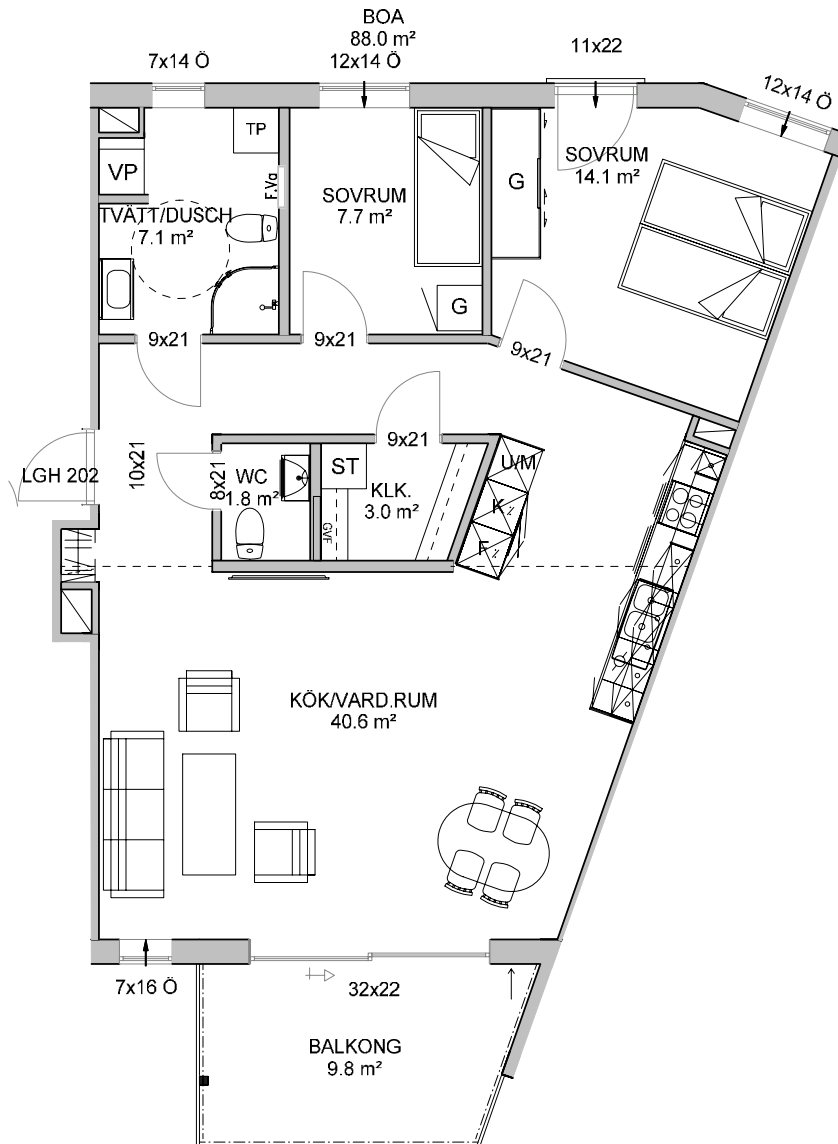 BOA
88.0 m²
7x14 Ö
12x14 Ö
11x22
12x14 Ö
TP
VP
F.Va
G
SOVRUM
14.1 m²
SOVRUM
7.7 m²
TVÄTT/DUSCH
7.1 m²
G
9x21
9x21
9x21
9x21
10x21
8x21
LGH 202
WC
1.8 m²
ST
KLK.
3.0 m²
GVF
U/M
K
F
KÖK/VARD.RUM
40.6 m²
7x16 Ö
32x22
BALKONG
9.8 m²